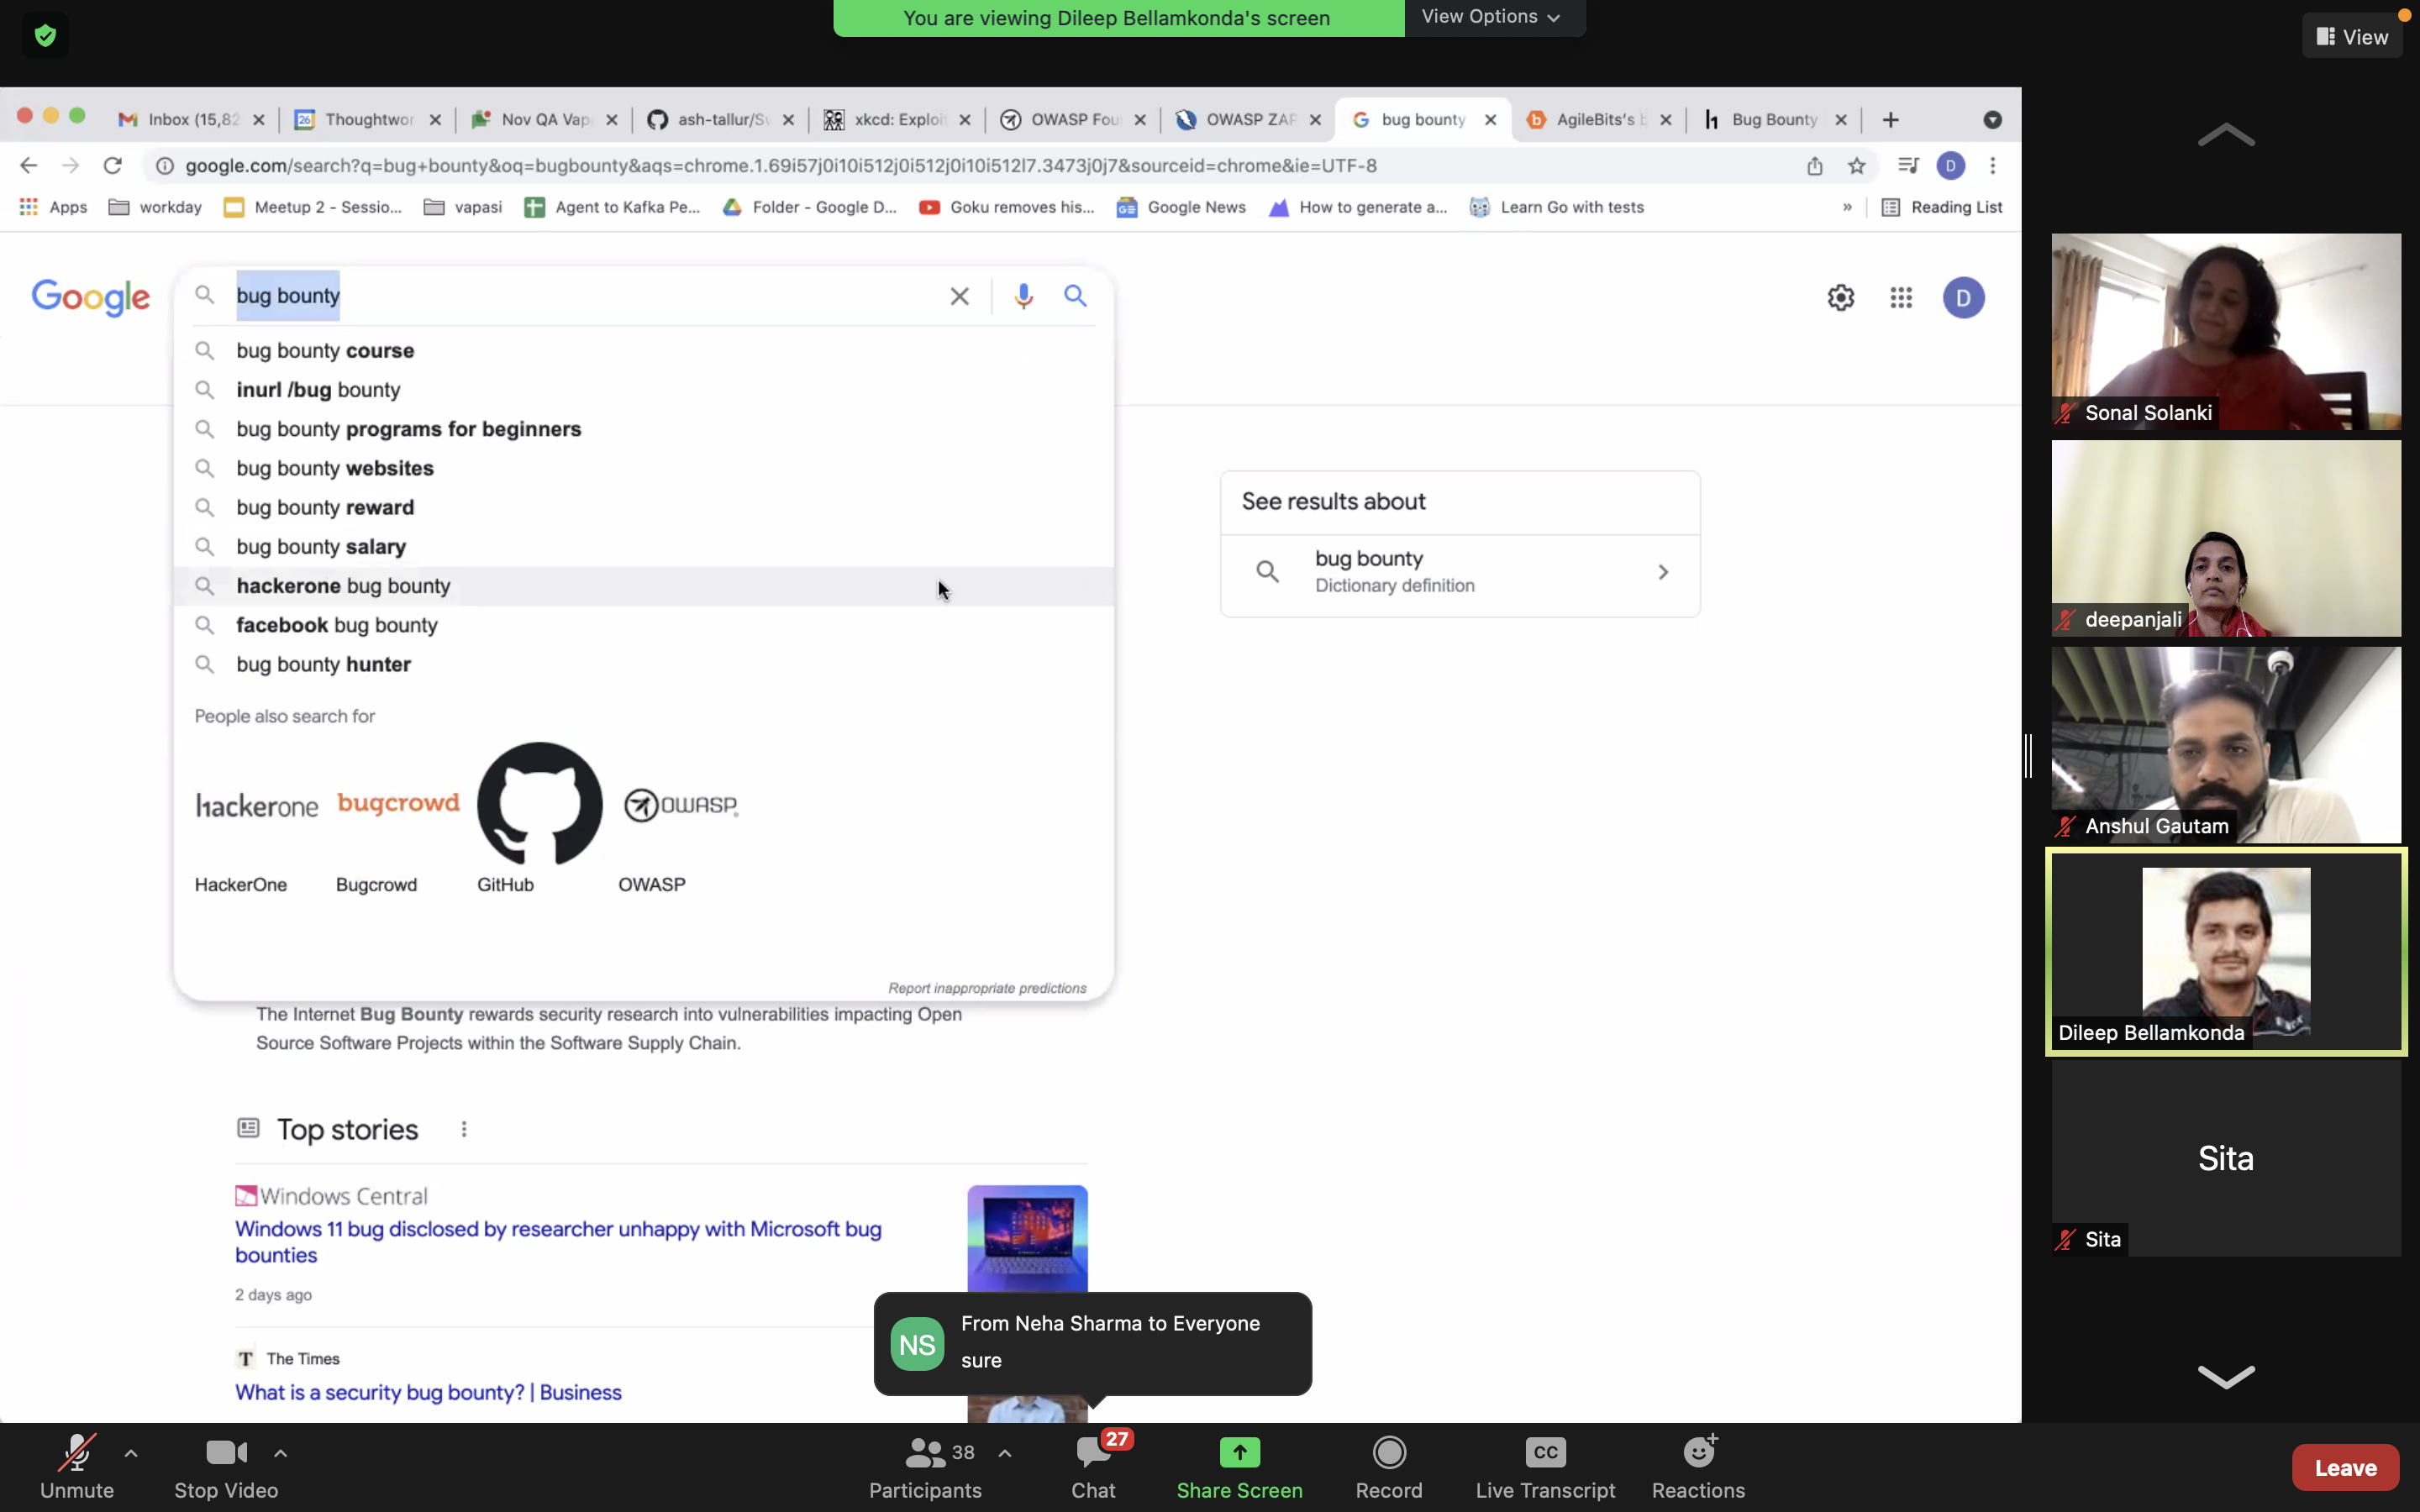 You are viewing Dileep Bellamkonda's screen
View Options
View
Inbox (15,82
Thoughtwor
Nov QA Vap
ash-tallur/S
xkcd: Exploi
OWASP Fou
OWASP ZAP
bug bounty
AgileBits's b
Bug Bounty
google.com/search?q=bug+bounty&oq=bugbounty&aqs=chrome.1.69i57j0i10i512j0i512j0i10i512l7.3473j0j7&sourceid=chrome&ie=UTF-8
D
Apps
workday
Meetup 2 - Sessio...
vapasi
Agent to Kafka Pe...
Folder - Google D...
Goku removes his...
Google News
How to generate a...
Learn Go with tests
»
Reading List
Google
bug bounty
D
bug bounty course
inurl /bug bounty
bug bounty programs for beginners
bug bounty websites
bug bounty reward
bug bounty salary
hackerone bug bounty
facebook bug bounty
bug bounty hunter
People also search for
hackerone
bugcrowd
OWASP
HackerOne
Bugcrowd
GitHub
OWASP
Report inappropriate predictions
See results about
bug bounty
Dictionary definition
The Internet Bug Bounty rewards security research into vulnerabilities impacting Open
Source Software Projects within the Software Supply Chain.
Top stories
Windows Central
Windows 11 bug disclosed by researcher unhappy with Microsoft bug
bounties
2 days ago
T The Times
What is a security bug bounty? | Business
NS
From Neha Sharma to Everyone
sure
Sonal Solanki
deepanjali
Anshul Gautam
Dileep Bellamkonda
Sita
Sita
Unmute
Stop Video
38
Participants
27
Chat
Share Screen
Record
CC
Live Transcript
Reactions
Leave